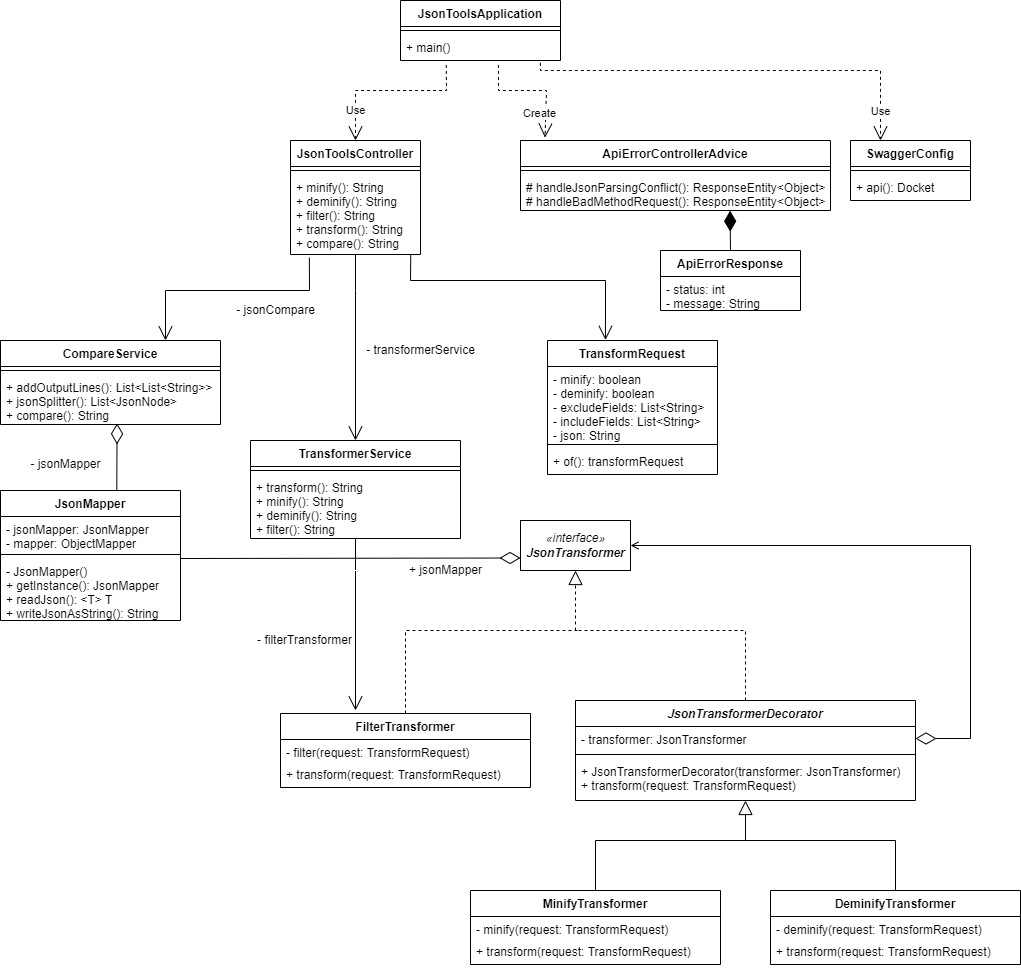 JsonToolsApplication
+ main()
Use
Create
Use
JsonToolsController
+ minify(): String
+ deminify(): String
+ filter(): String
+ transform(): String
+ compare(): String
ApiErrorControllerAdvice
# handleJsonParsingConflict(): ResponseEntity<Object>
# handleBadMethodRequest(): ResponseEntity<Object>
SwaggerConfig
+ api(): Docket
ApiErrorResponse
- status: int
- message: String
- jsonCompare
- transformerService
CompareService
+ addOutputLines(): List<List<String>>
+ jsonSplitter(): List<JsonNode>
+ compare(): String
TransformRequest
- minify: boolean
- deminify: boolean
- excludeFields: List<String>
- includeFields: List<String>
- json: String
+ of(): transformRequest
- jsonMapper
TransformerService
+ transform(): String
+ minify(): String
+ deminify(): String
+ filter(): String
JsonMapper
- jsonMapper: JsonMapper
- mapper: ObjectMapper
- JsonMapper()
+ getInstance(): JsonMapper
+ readJson(): <T> T
+ writeJsonAsString(): String
«interface»
JsonTransformer
+ jsonMapper
- filterTransformer
FilterTransformer
- filter(request: TransformRequest)
+ transform(request: TransformRequest)
JsonTransformerDecorator
- transformer: JsonTransformer
+ JsonTransformerDecorator(transformer: JsonTransformer)
+ transform(request: TransformRequest)
MinifyTransformer
- minify(request: TransformRequest)
+ transform(request: TransformRequest)
DeminifyTransformer
- deminify(request: TransformRequest)
+ transform(request: TransformRequest)